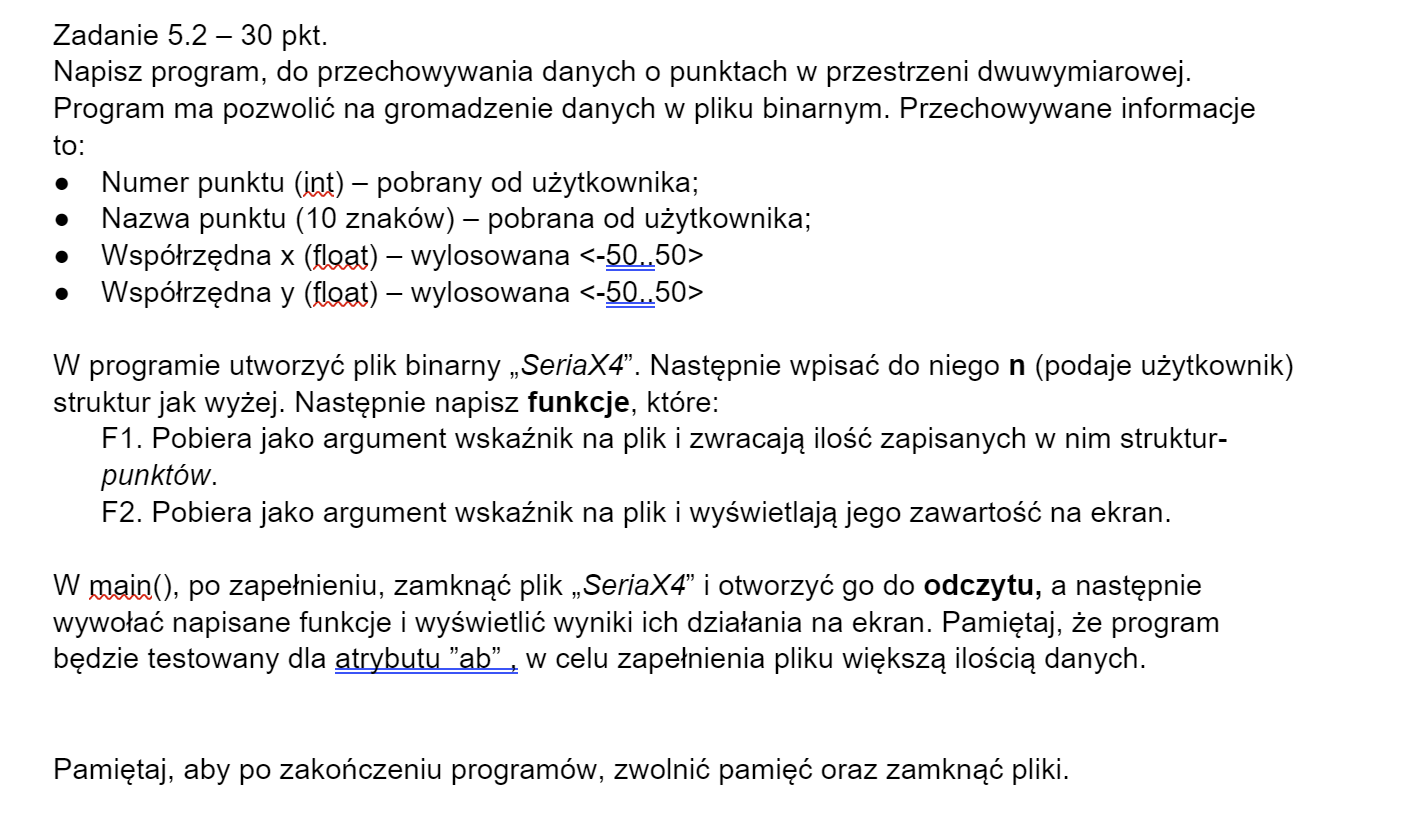 Zadanie 5.2 – 30 pkt.
Napisz program, do przechowywania danych o punktach w przestrzeni dwuwymiarowej.
Program ma pozwolić na gromadzenie danych w pliku binarnym. Przechowywane informacje
to:
● Numer punktu (int) – pobrany od użytkownika;
● Nazwa punktu (10 znaków) – pobrana od użytkownika;
● Współrzędna x (float) – wylosowana <-50..50>
● Współrzędna y (float) – wylosowana <-50..50>
W programie utworzyć plik binarny „SeriaX4”. Następnie wpisać do niego n (podaje użytkownik)
struktur jak wyżej. Następnie napisz funkcje, które:
F1. Pobiera jako argument wskaźnik na plik i zwracają ilość zapisanych w nim struktur-
punktów.
F2. Pobiera jako argument wskaźnik na plik i wyświetlają jego zawartość na ekran.
W main(), po zapełnieniu, zamknąć plik „SeriaX4” i otworzyć go do odczytu, a następnie
wywołać napisane funkcje i wyświetlić wyniki ich działania na ekran. Pamiętaj, że program
będzie testowany dla atrybutu ”ab” , w celu zapełnienia pliku większą ilością danych.
Pamiętaj, aby po zakończeniu programów, zwolnić pamięć oraz zamknąć pliki.